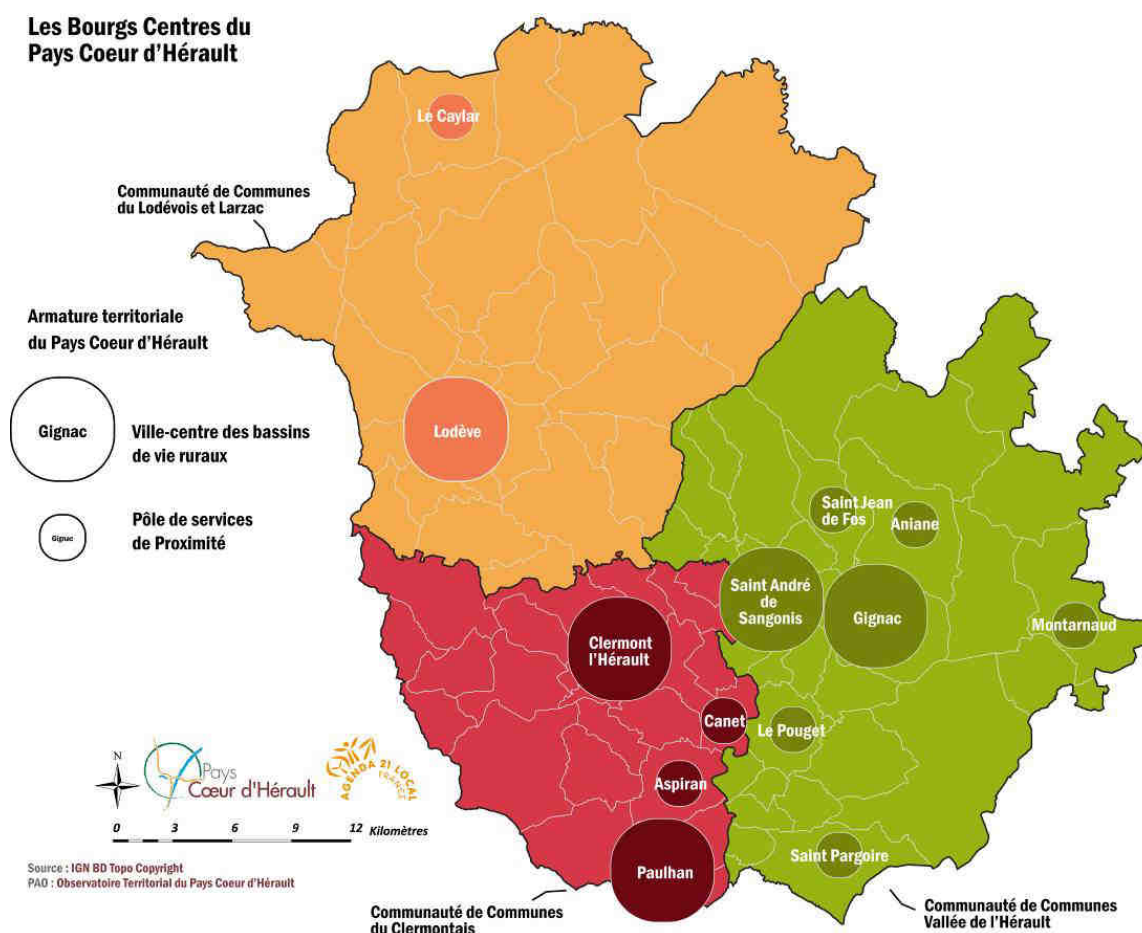 Les Bourgs Centres du
Pays Coeur d'Hérault
Le Caylar
Communauté de Communes
du Lodévois et Larzac
Armature territoriale
du Pays Coeur d'Hérault
Gignac
Ville-centre des bassins
de vie ruraux
Gignac
Pôle de services
de Proximité
Lodève
Saint Jean
de Fos
Aniane
Saint André
de
Sangonis
Gignac
Montarnaud
Clermont
l'Hérault
Canet
Le Pouget
Aspiran
Paulhan
Saint Pargoire
N
Pays
Cœur d'Hérault
AGENDA 21 LOCAL
FRANCE
0 3 6 9 12 Kilomètres
Source : IGN BD Topo Copyright
PAO : Observatoire Territorial du Pays Coeur d'Hérault
Communauté de Communes
du Clermontais
Communauté de Communes
Vallée de l'Hérault